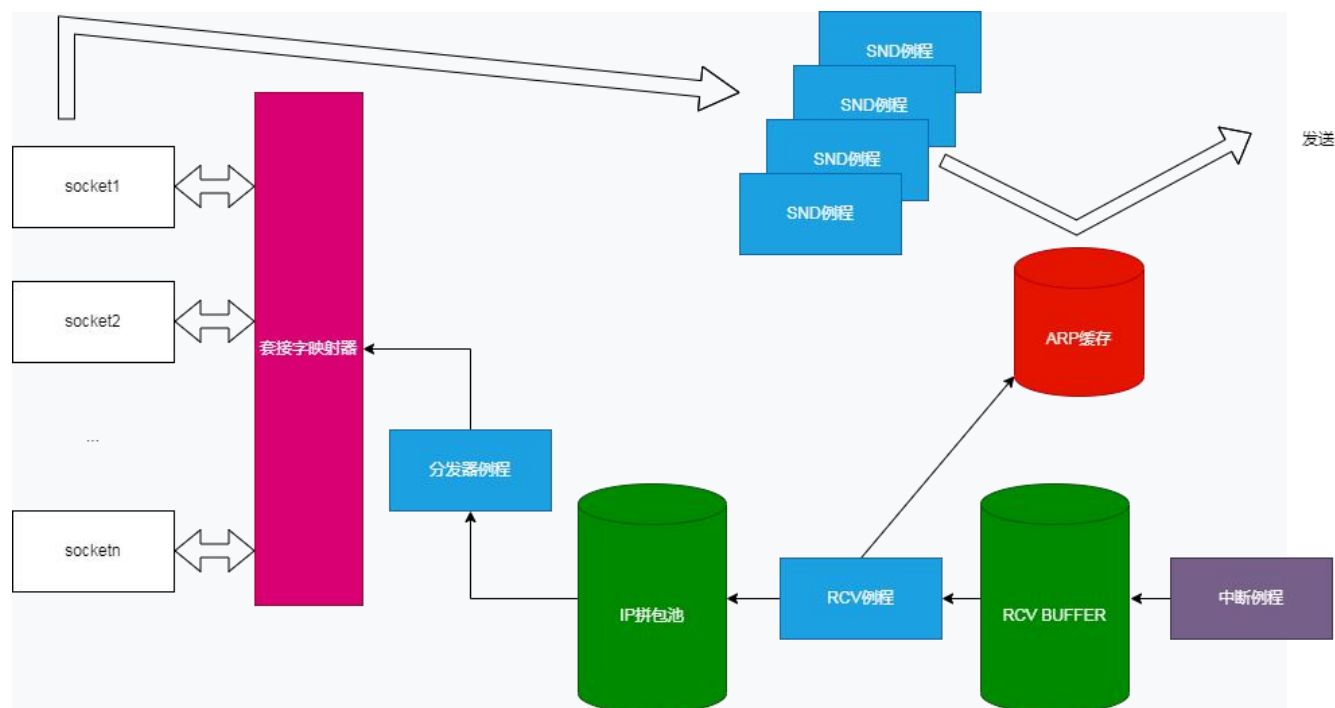 SND例程
SND例程
SND例程
SND例程
发送
socket1
socket2
...
socketn
套接字映射器
分发器例程
ARP缓存
IP拼包池
RCV例程
RCV BUFFER
中断例程